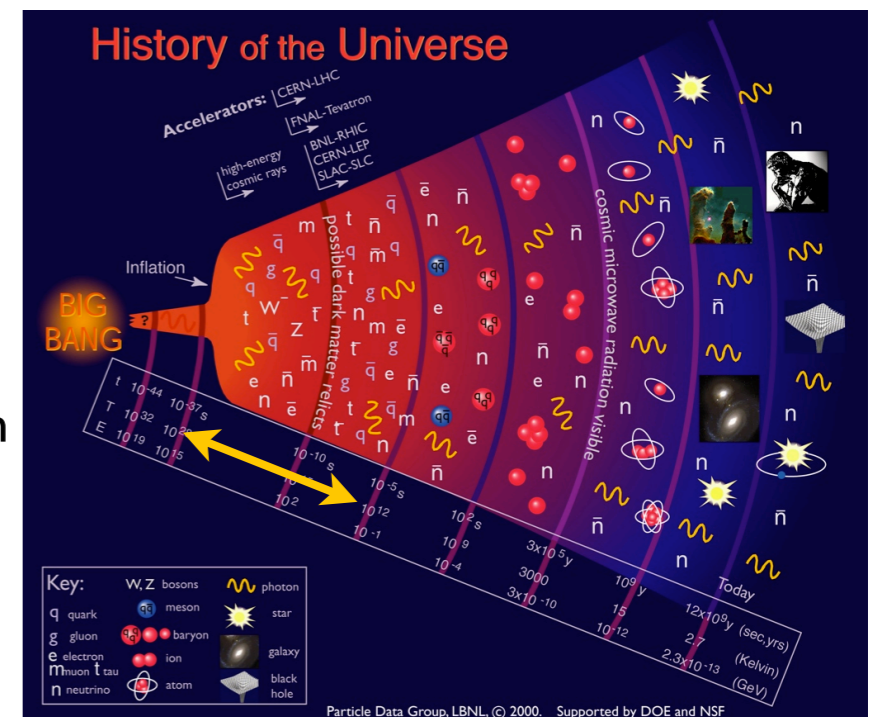 History of the Universe
Accelerators:
CERN-LHC
FNAL-Tevatron
BNL-RHIC
CERN-LEP
SLAC-SLC
high-energy
cosmic rays
Inflation
BIG
BANG
?
possible dark matter relicts
cosmic microwave radiation visible
t 10⁻⁴⁴ 10⁻³⁷ s 10⁻¹⁰ s 10⁻⁵ s 10² s 3x10⁵ y 10⁹ y Today 12x10⁹ y (sec,yrs)
T 10³² 10¹² 10⁹ 3000 15 2.7 (Kelvin)
E 10¹⁹ 10¹⁵ 10² 10⁻¹ 10⁻⁴ 3x10⁻¹⁰ 10⁻¹² 2.3x10⁻¹³ (GeV)
n
Key:
q quark
g gluon
e electron
m muon t tau
n neutrino
W, Z bosons
qq̄ meson
qqq baryon
ion
atom
photon
star
galaxy
black
hole
Particle Data Group, LBNL, © 2000. Supported by DOE and NSF